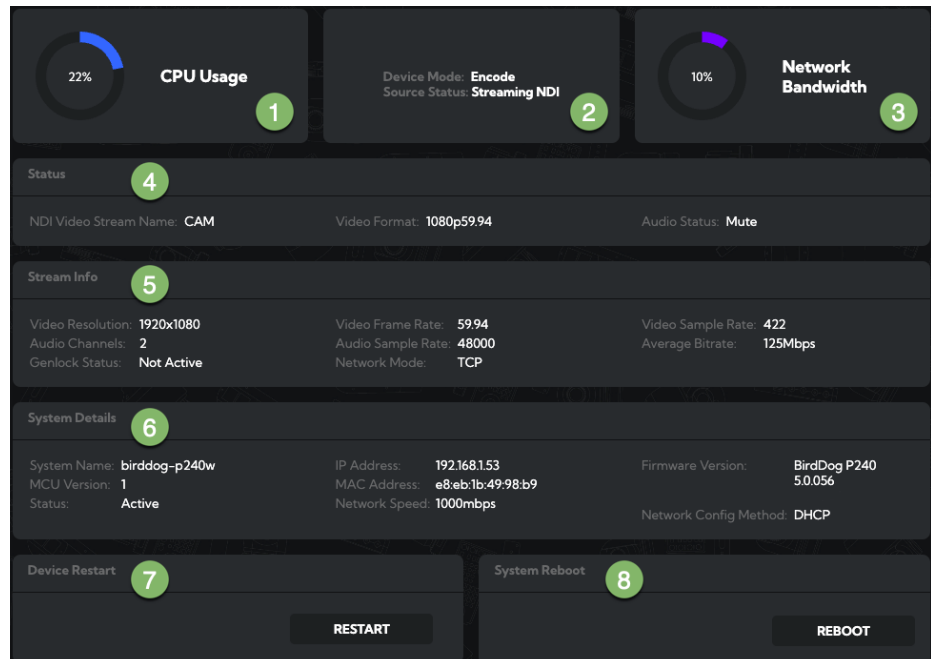 22%
CPU Usage
1
Device Mode: Encode
Source Status: Streaming NDI
2
10%
Network
Bandwidth
3
Status
4
NDI Video Stream Name: CAM
Video Format: 1080p59.94
Audio Status: Mute
Stream Info
5
Video Resolution: 1920x1080
Audio Channels: 2
Genlock Status: Not Active
Video Frame Rate: 59.94
Audio Sample Rate: 48000
Network Mode: TCP
Video Sample Rate: 422
Average Bitrate: 125Mbps
System Details
6
System Name: birddog-p240w
MCU Version: 1
Status: Active
IP Address: 192.168.1.53
MAC Address: e8:eb:1b:49:98:b9
Network Speed: 1000mbps
Firmware Version: BirdDog P240
5.0.056
Network Config Method: DHCP
Device Restart
7
RESTART
System Reboot
8
REBOOT